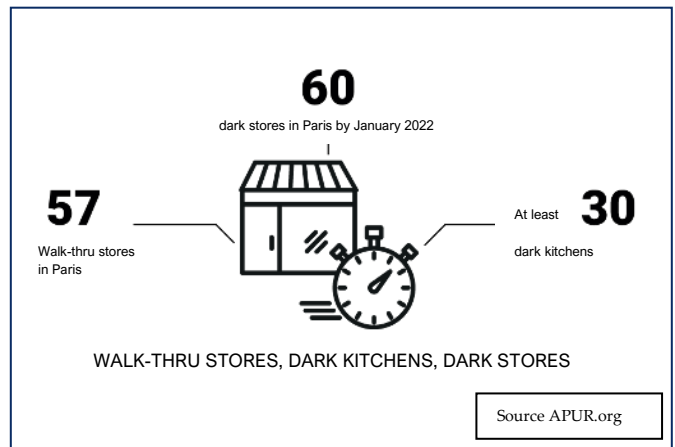 60
dark stores in Paris by January 2022
57
Walk-thru stores
in Paris
At least 30
dark kitchens
WALK-THRU STORES, DARK KITCHENS, DARK STORES
Source APUR.org